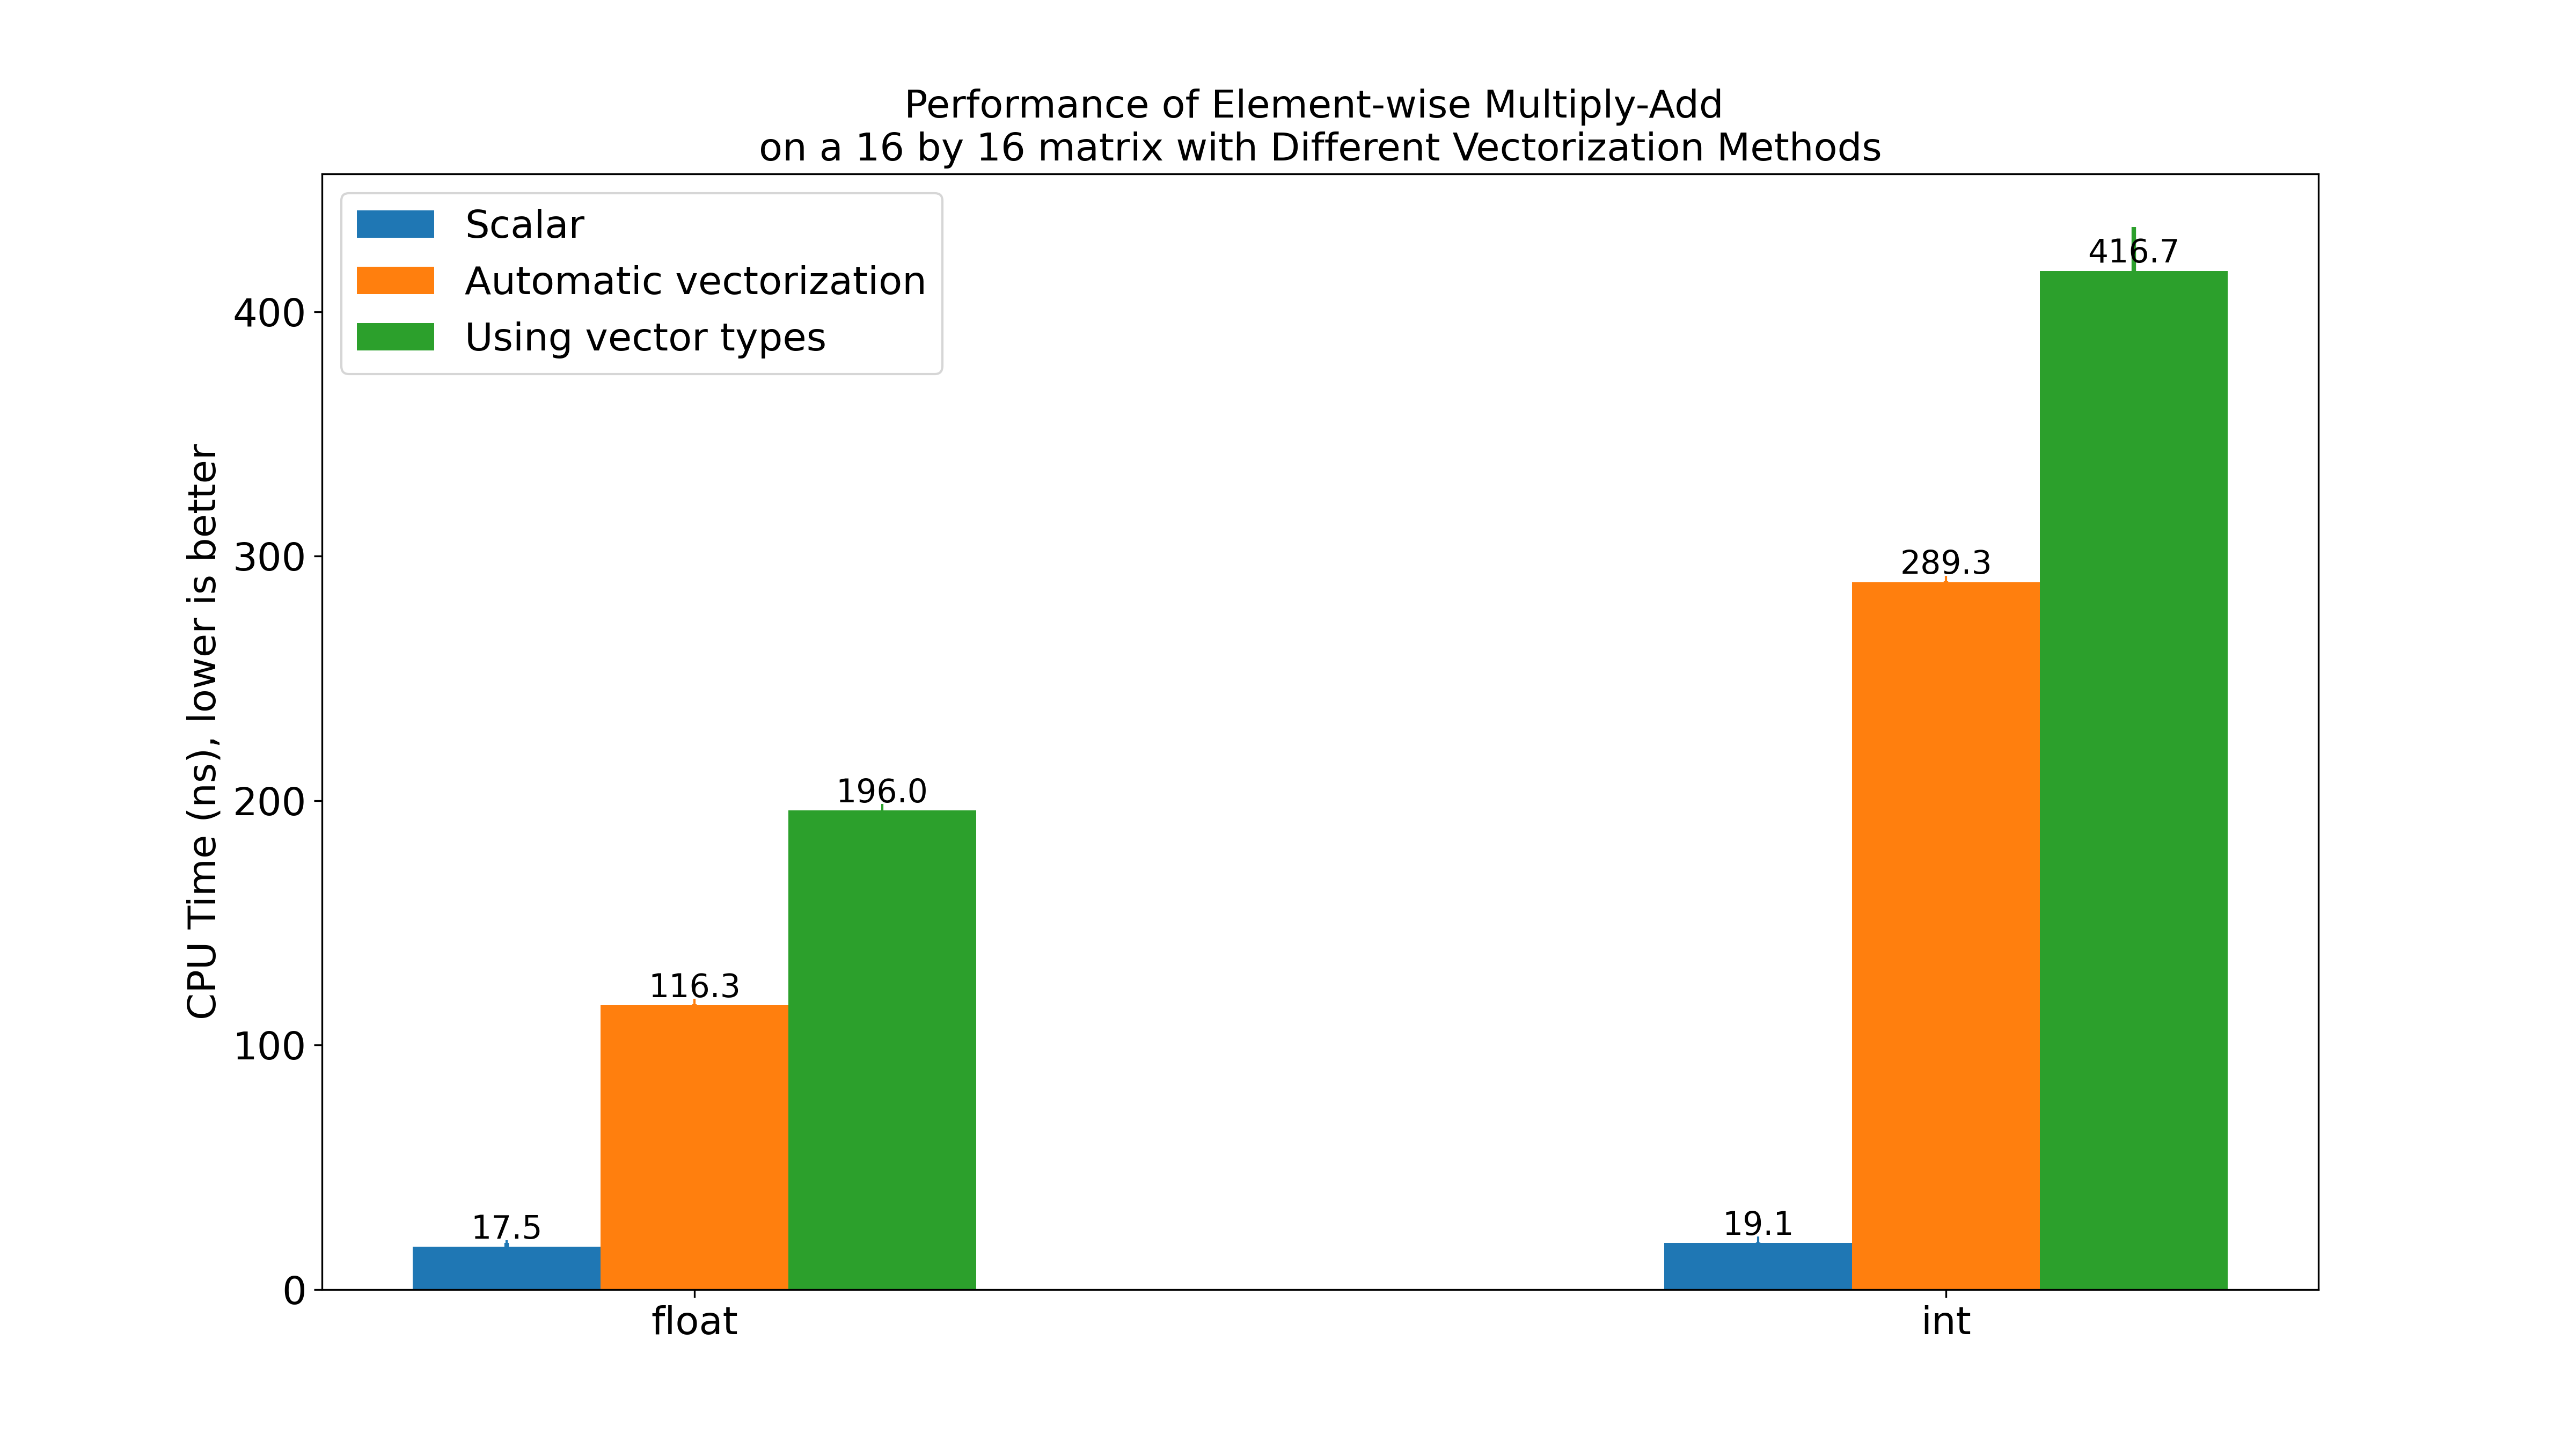 Performance of Element-wise Multiply-Add
on a 16 by 16 matrix with Different Vectorization Methods
Scalar
Automatic vectorization
Using vector types
CPU Time (ns), lower is better
400
300
200
100
0
17.5
116.3
196.0
19.1
289.3
416.7
float
int